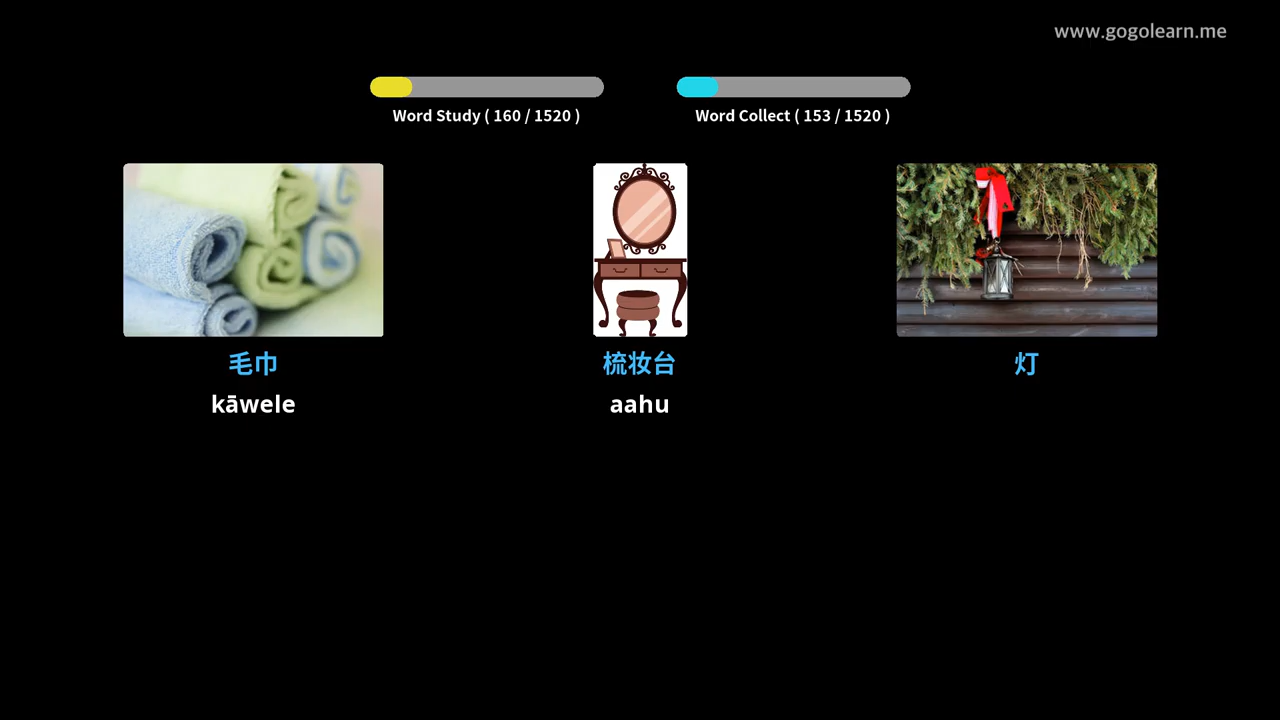 www.gogolearn.me
Word Study ( 160 / 1520 )
Word Collect ( 153 / 1520 )
毛巾
kāwele
梳妆台
aahu
灯